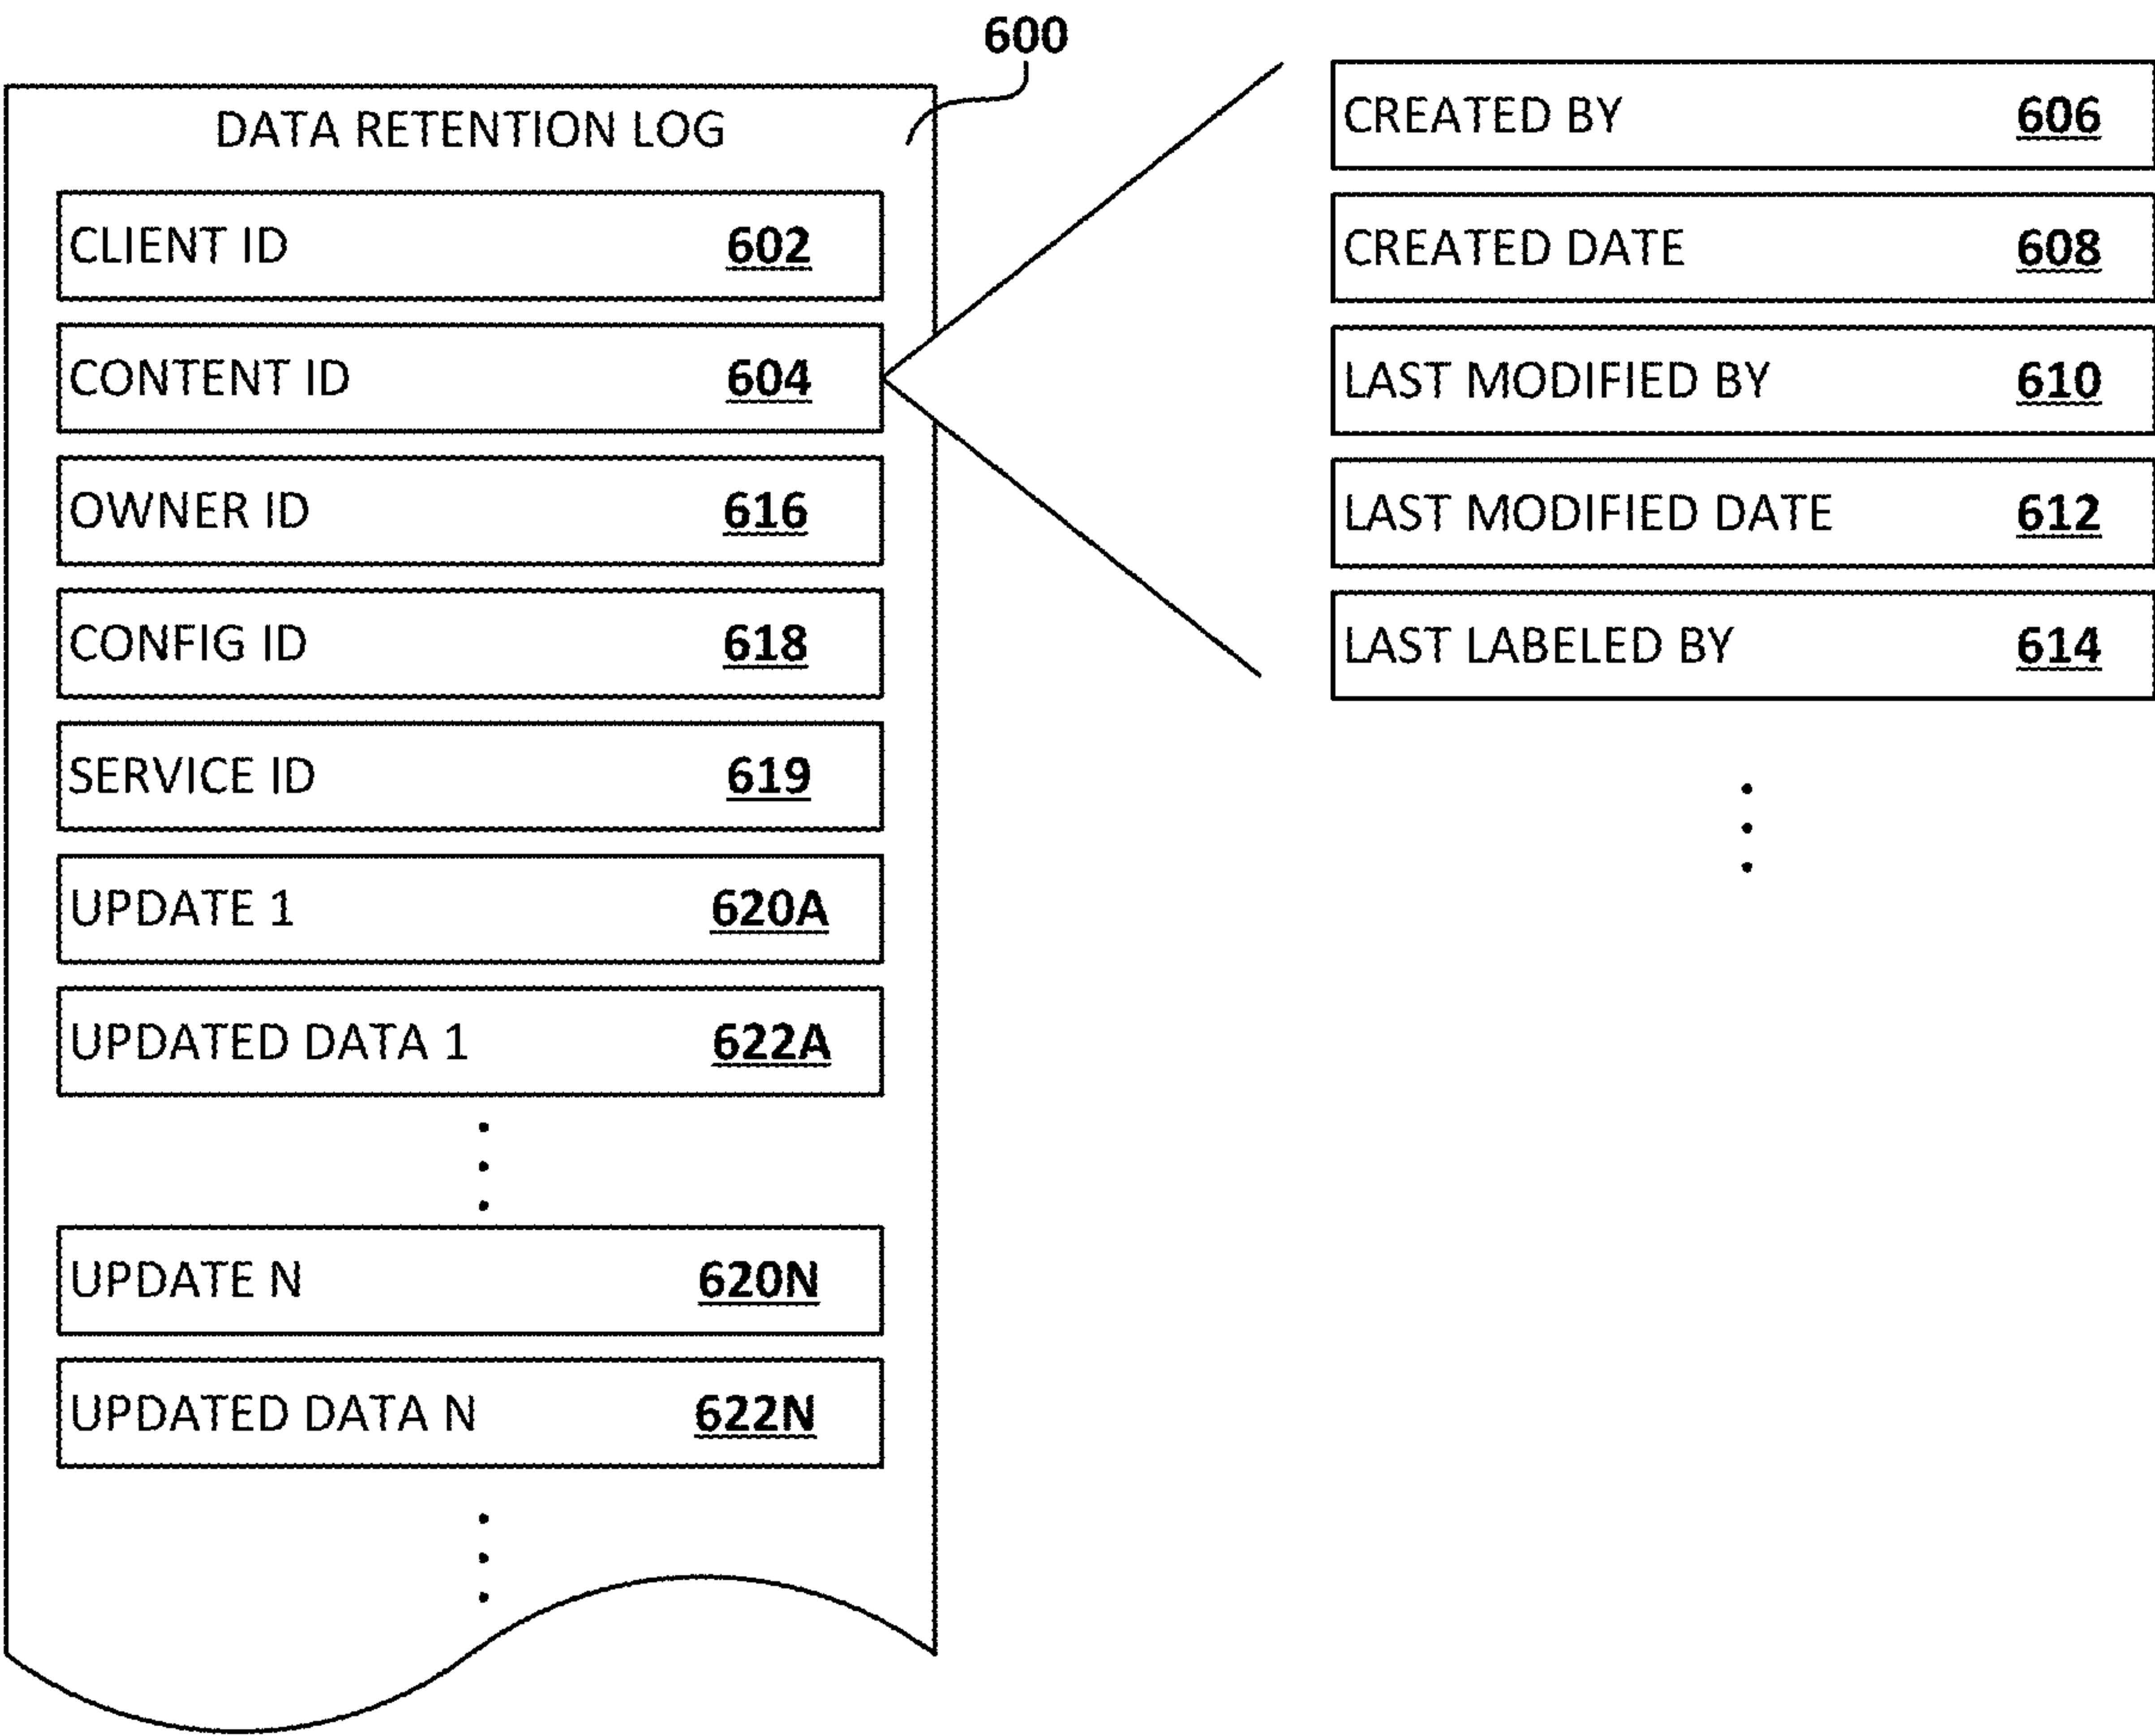 600
DATA RETENTION LOG
CLIENT ID 602
CONTENT ID 604
OWNER ID 616
CONFIG ID 618
SERVICE ID 619
UPDATE 1 620A
UPDATED DATA 1 622A
UPDATE N 620N
UPDATED DATA N 622N
CREATED BY 606
CREATED DATE 608
LAST MODIFIED BY 610
LAST MODIFIED DATE 612
LAST LABELED BY 614